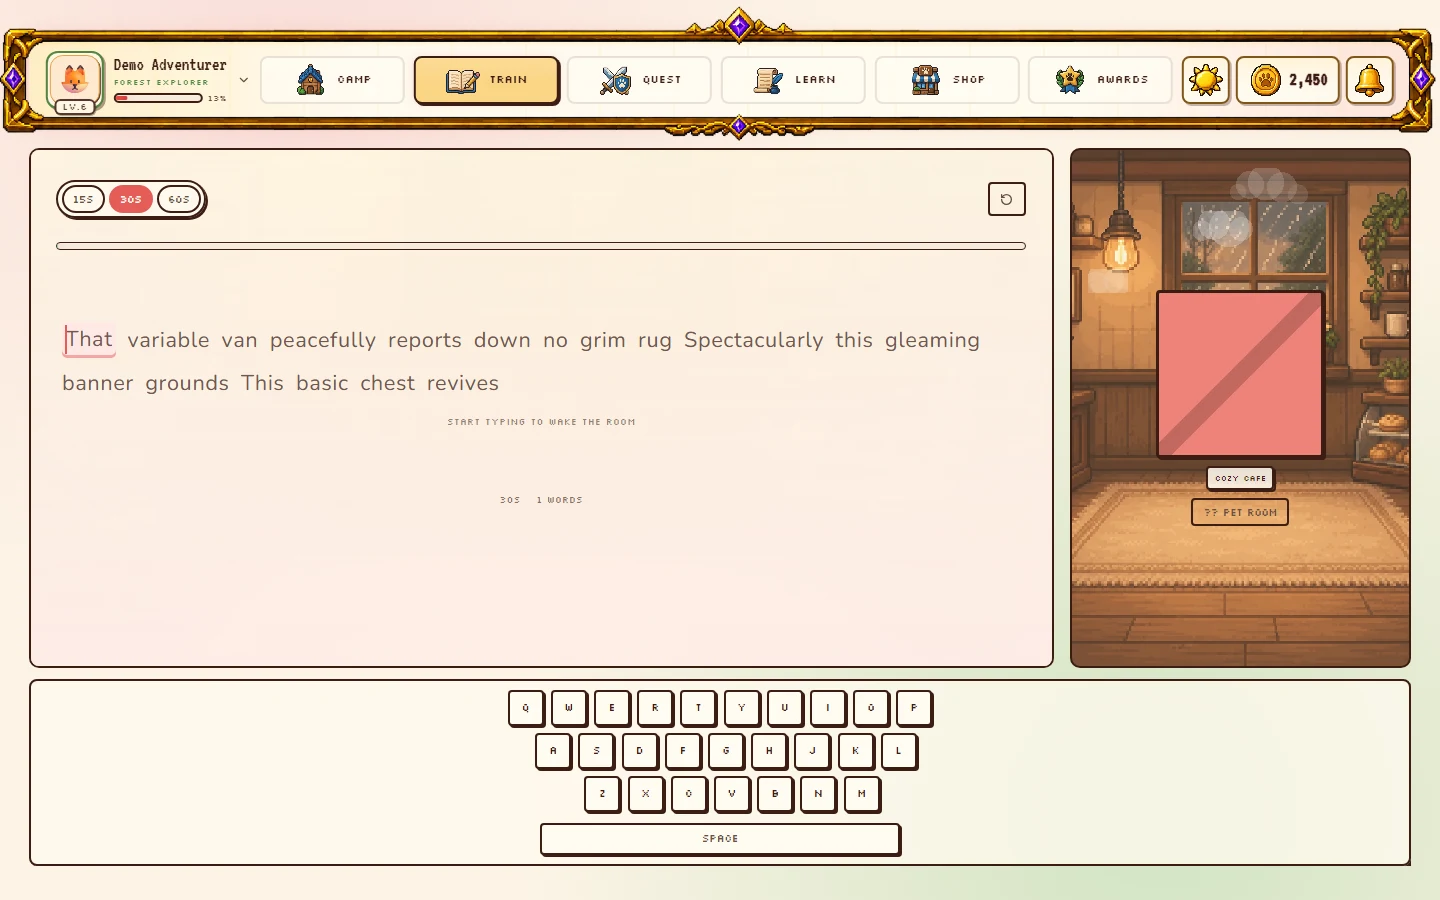 Demo Adventurer
FOREST EXPLORER
13%
LV.6
CAMP
TRAIN
QUEST
LEARN
SHOP
AWARDS
2,450
15S
30S
60S
That variable van peacefully reports down no grim rug Spectacularly this gleaming
banner grounds This basic chest revives
START TYPING TO WAKE THE ROOM
30S 1 WORDS
COZY CAFE
?? PET ROOM
Q W E R T Y U I O P
A S D F G H J K L
Z X C V B N M
SPACE